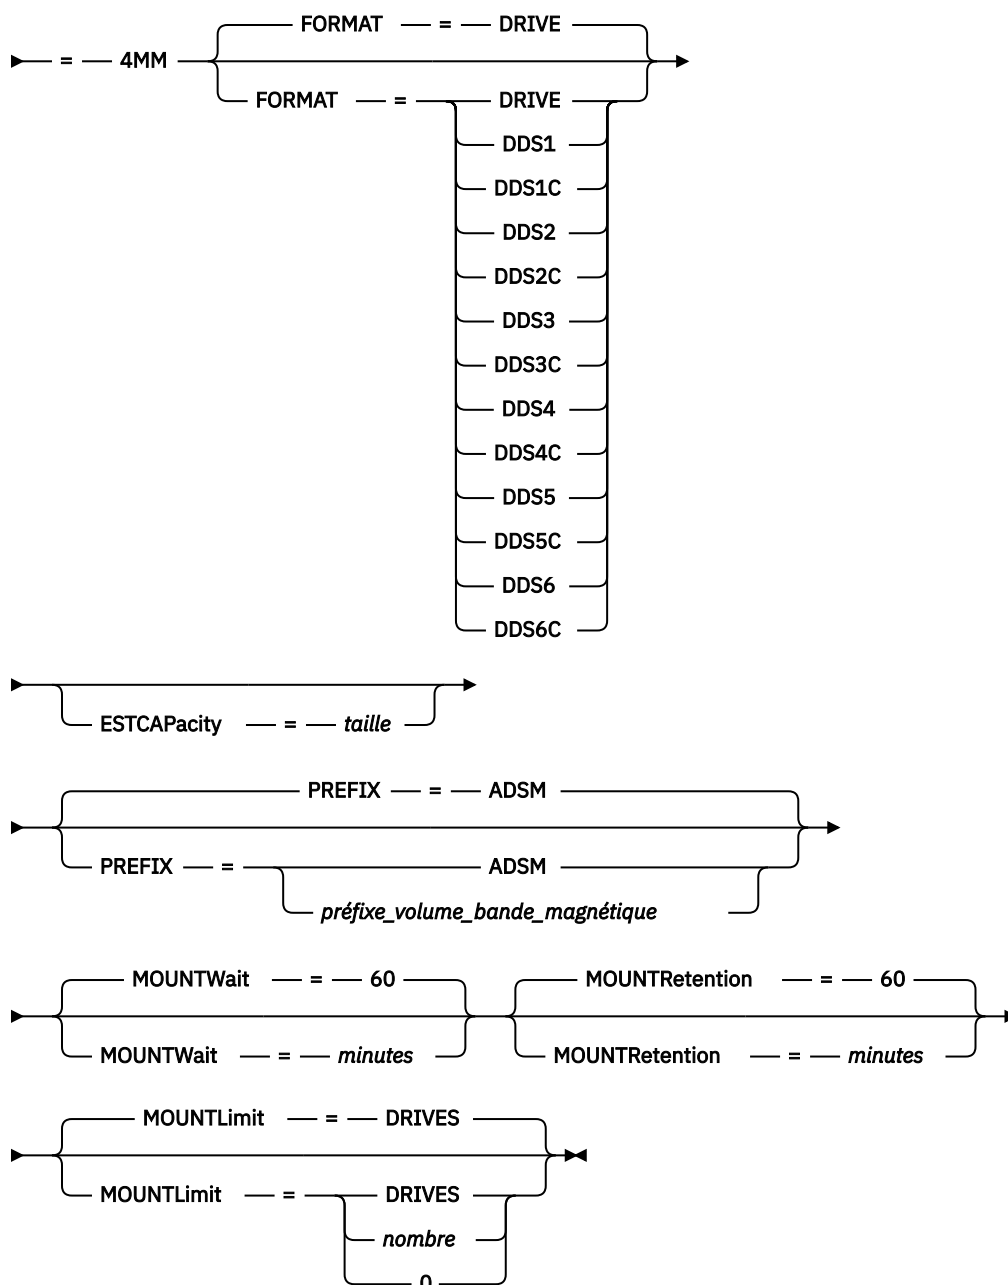 FORMAT = DRIVE
= 4MM
FORMAT = DRIVE
DDS1
DDS1C
DDS2
DDS2C
DDS3
DDS3C
DDS4
DDS4C
DDS5
DDS5C
DDS6
DDS6C
ESTCAPacity = taille
PREFIX = ADSM
PREFIX = ADSM
préfixe_volume_bande_magnétique
MOUNTWait = 60 MOUNTRetention = 60
MOUNTWait = minutes MOUNTRetention = minutes
MOUNTLimit = DRIVES
MOUNTLimit = DRIVES
nombre
0